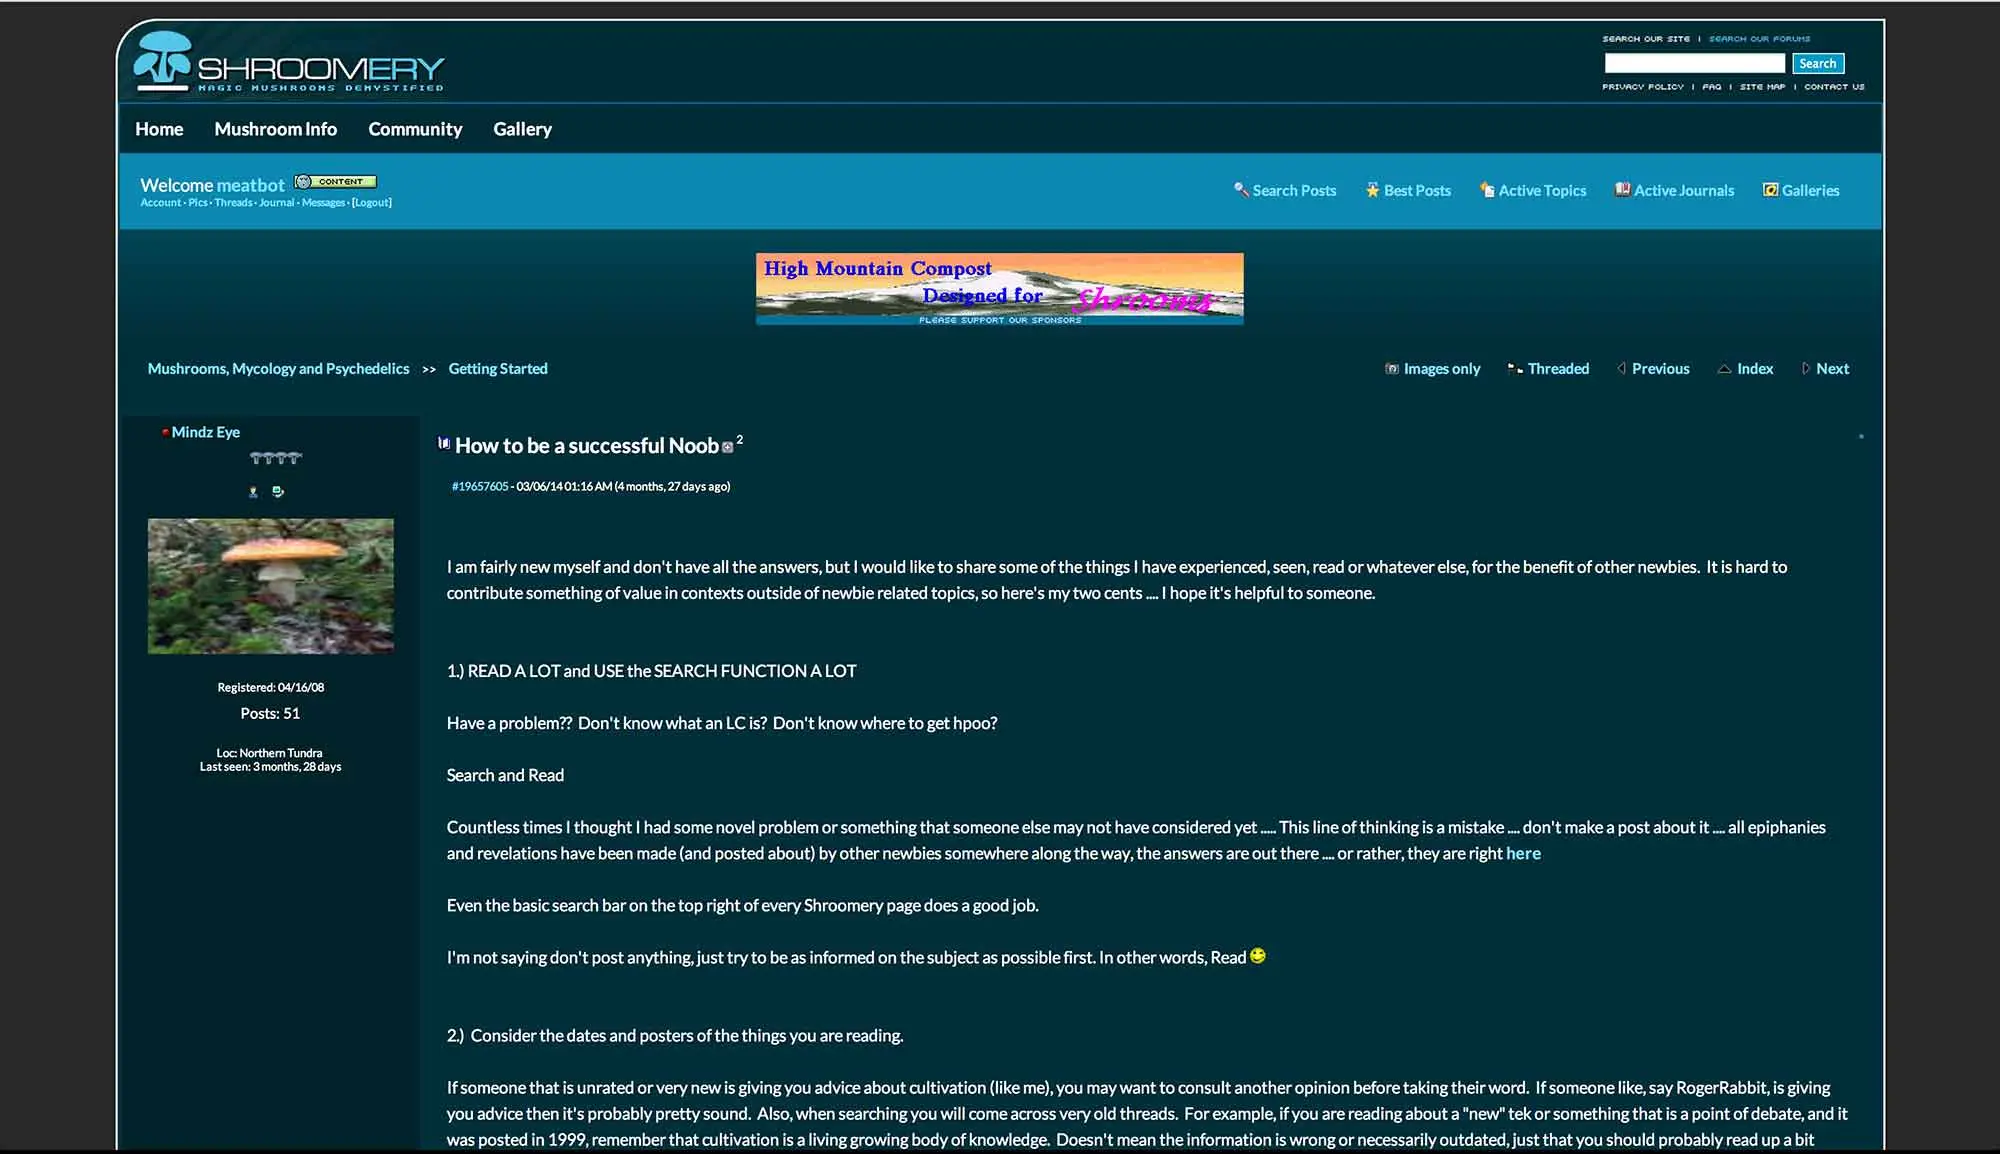 SHROOMERY
MAGIC MUSHROOMS DEMYSTIFIED
SEARCH OUR SITE | SEARCH OUR FORUMS
Search
PRIVACY POLICY | FAQ | SITE MAP | CONTACT US
Home Mushroom Info Community Gallery
Welcome meatbot CONTENT
Account · Pics · Threads · Journal · Messages · [Logout]
Search Posts Best Posts Active Topics Active Journals Galleries
High Mountain Compost
Designed for Shrooms
PLEASE SUPPORT OUR SPONSORS
Mushrooms, Mycology and Psychedelics >> Getting Started
Images only Threaded Previous Index Next
Mindz Eye
Registered: 04/16/08
Posts: 51
Loc: Northern Tundra
Last seen: 3 months, 28 days
How to be a successful Noob 2
#19657605 - 03/06/14 01:16 AM (4 months, 27 days ago)
I am fairly new myself and don't have all the answers, but I would like to share some of the things I have experienced, seen, read or whatever else, for the benefit of other newbies. It is hard to
contribute something of value in contexts outside of newbie related topics, so here's my two cents .... I hope it's helpful to someone.
1.) READ A LOT and USE the SEARCH FUNCTION A LOT
Have a problem?? Don't know what an LC is? Don't know where to get hpoo?
Search and Read
Countless times I thought I had some novel problem or something that someone else may not have considered yet ..... This line of thinking is a mistake .... don't make a post about it .... all epiphanies
and revelations have been made (and posted about) by other newbies somewhere along the way, the answers are out there .... or rather, they are right here
Even the basic search bar on the top right of every Shroomery page does a good job.
I'm not saying don't post anything, just try to be as informed on the subject as possible first. In other words, Read
2.) Consider the dates and posters of the things you are reading.
If someone that is unrated or very new is giving you advice about cultivation (like me), you may want to consult another opinion before taking their word. If someone like, say RogerRabbit, is giving
you advice then it's probably pretty sound. Also, when searching you will come across very old threads. For example, if you are reading about a "new" tek or something that is a point of debate, and it
was posted in 1999, remember that cultivation is a living growing body of knowledge. Doesn't mean the information is wrong or necessarily outdated, just that you should probably read up a bit